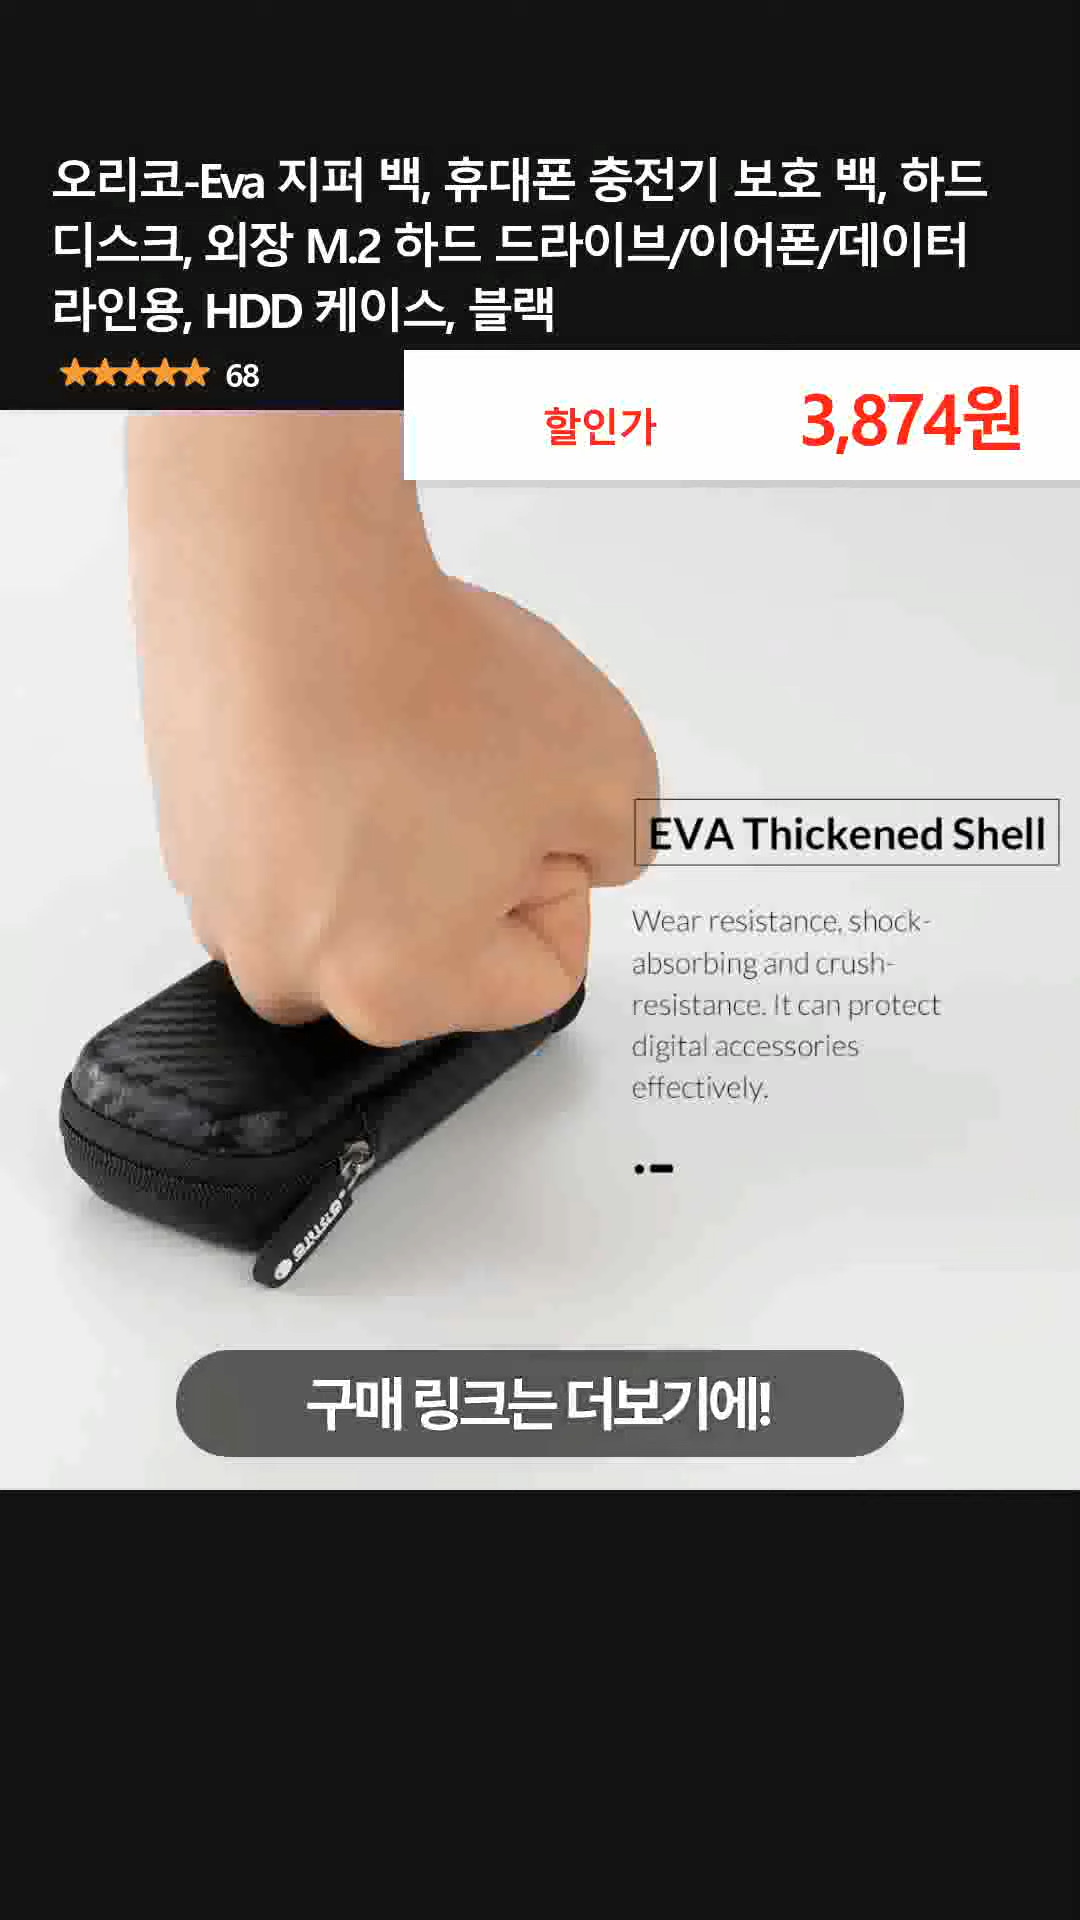 오리코-Eva 지퍼 백, 휴대폰 충전기 보호 백, 하드
디스크, 외장 M.2 하드 드라이브/이어폰/데이터
라인용, HDD 케이스, 블랙
68
할인가 3,874원
EVA Thickened Shell
Wear resistance, shock-
absorbing and crush-
resistance. It can protect
digital accessories
effectively.
구매 링크는 더보기에!